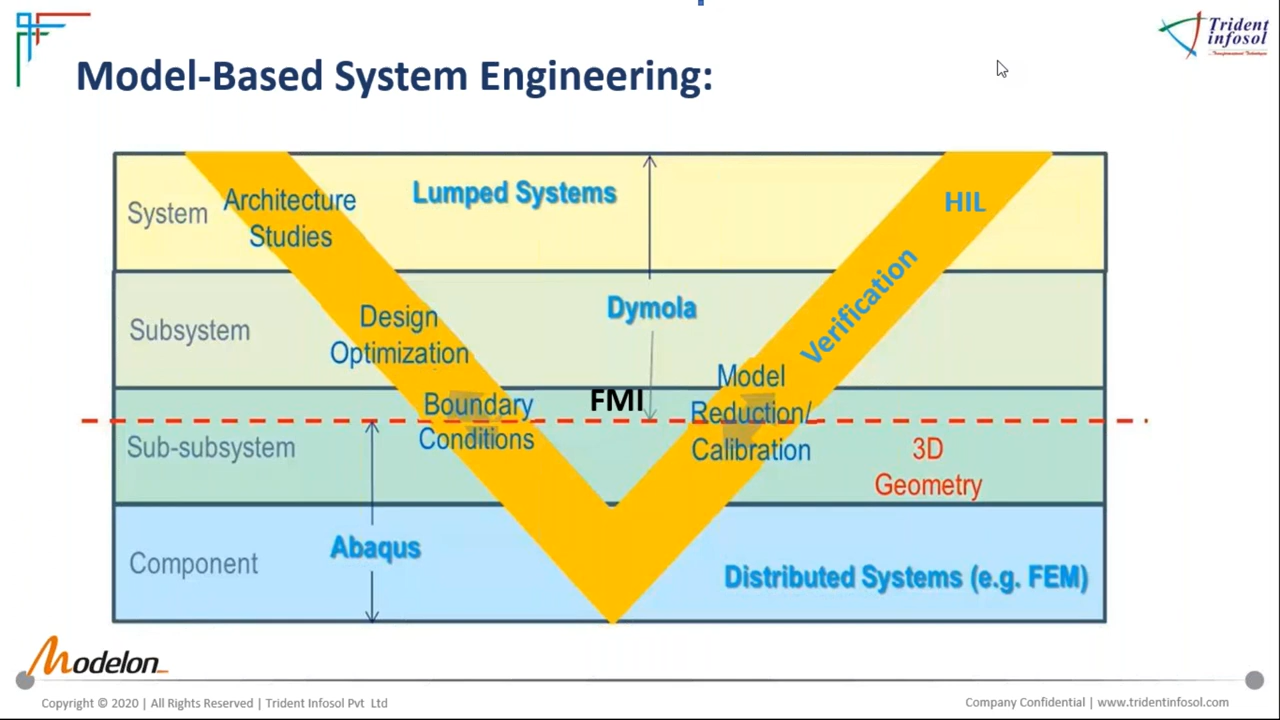 Trident
infosol
Model-Based System Engineering:
System
Architecture
Studies
Lumped Systems
HIL
Subsystem
Design
Optimization
Dymola
Verification
Sub-subsystem
Boundary
Conditions
FMI
Model
Reduction/
Calibration
3D
Geometry
Component
Abaqus
Distributed Systems (e.g. FEM)
Modelon
Copyright © 2020 | All Rights Reserved | Trident Infosol Pvt Ltd
Company Confidential | www.tridentinfosol.com